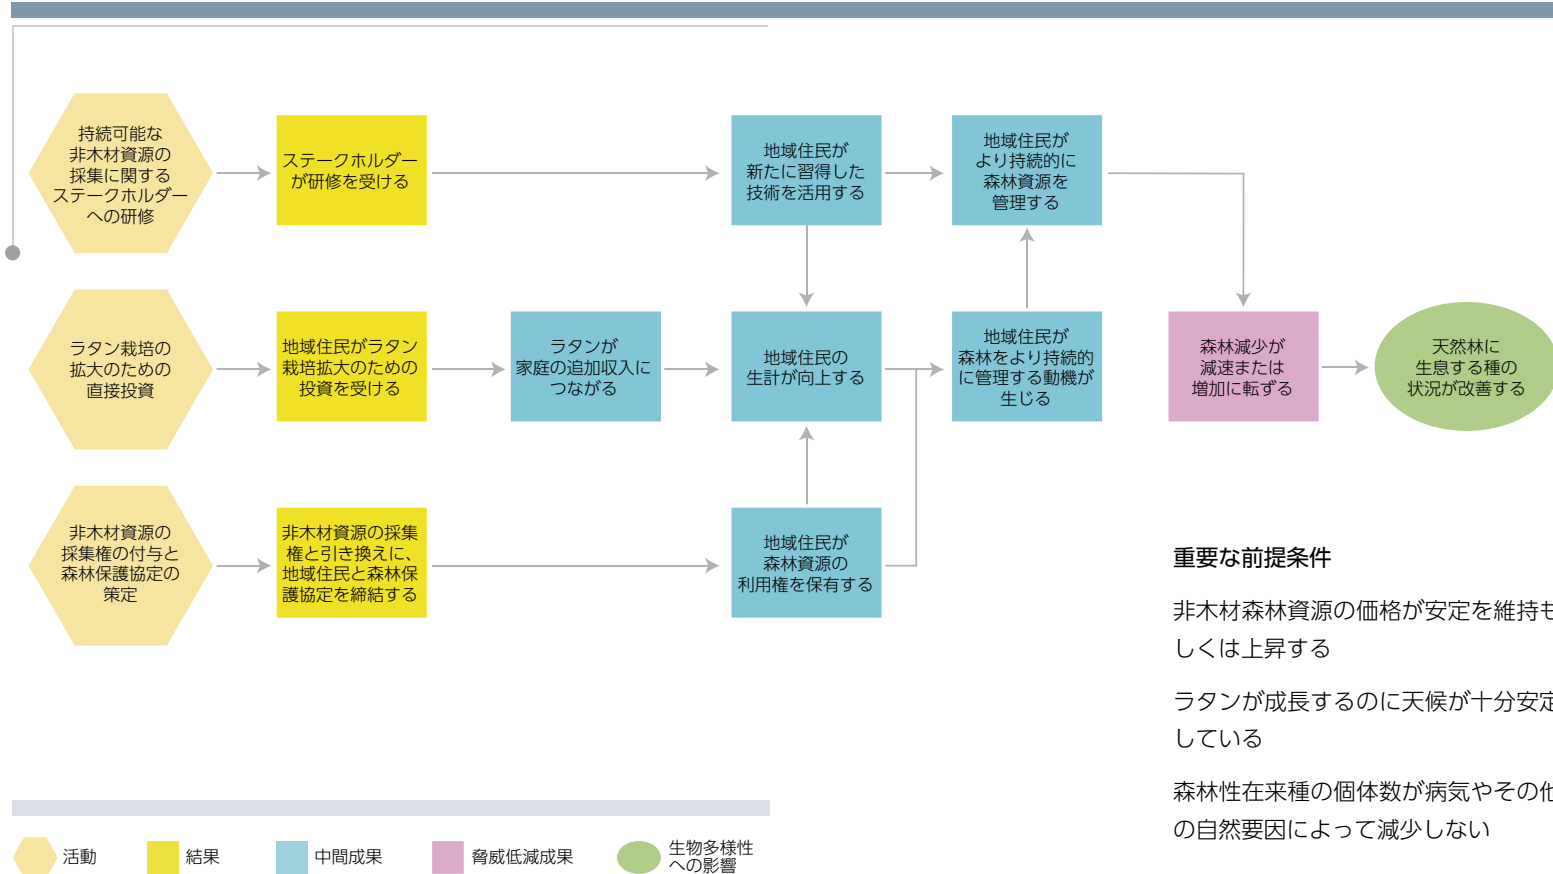 持続可能な
非木材資源の
採集に関する
ステークホルダー
への研修
ステークホルダー
が研修を受ける
地域住民が
新たに習得した
技術を活用する
地域住民が
より持続的に
森林資源を
管理する
ラタン栽培の
拡大のための
直接投資
地域住民がラタン
栽培拡大のための
投資を受ける
ラタンが
家庭の追加収入に
つながる
地域住民の
生計が向上する
地域住民が
森林をより持続的
に管理する動機が
生じる
森林減少が
減速または
増加に転ずる
天然林に
生息する種の
状況が改善する
非木材資源の
採集権の付与と
森林保護協定の
策定
非木材資源の採集
権と引き換えに、
地域住民と森林保
護協定を締結する
地域住民が
森林資源の
利用権を保有する
重要な前提条件
非木材森林資源の価格が安定を維持も
しくは上昇する
ラタンが成長するのに天候が十分安定
している
森林性在来種の個体数が病気やその他
の自然要因によって減少しない
活動
結果
中間成果
脅威低減成果
生物多様性
への影響